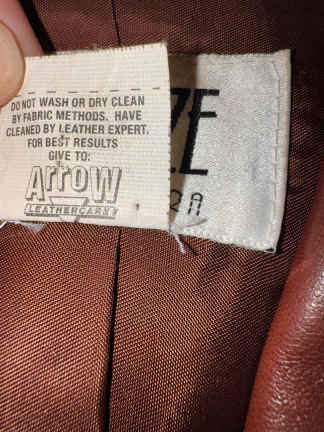 DO NOT WASH OR DRY CLEAN
BY FABRIC METHODS. HAVE
CLEANED BY LEATHER EXPERT.
FOR BEST RESULTS
GIVE TO:
ARROW
LEATHERCARE
ZE